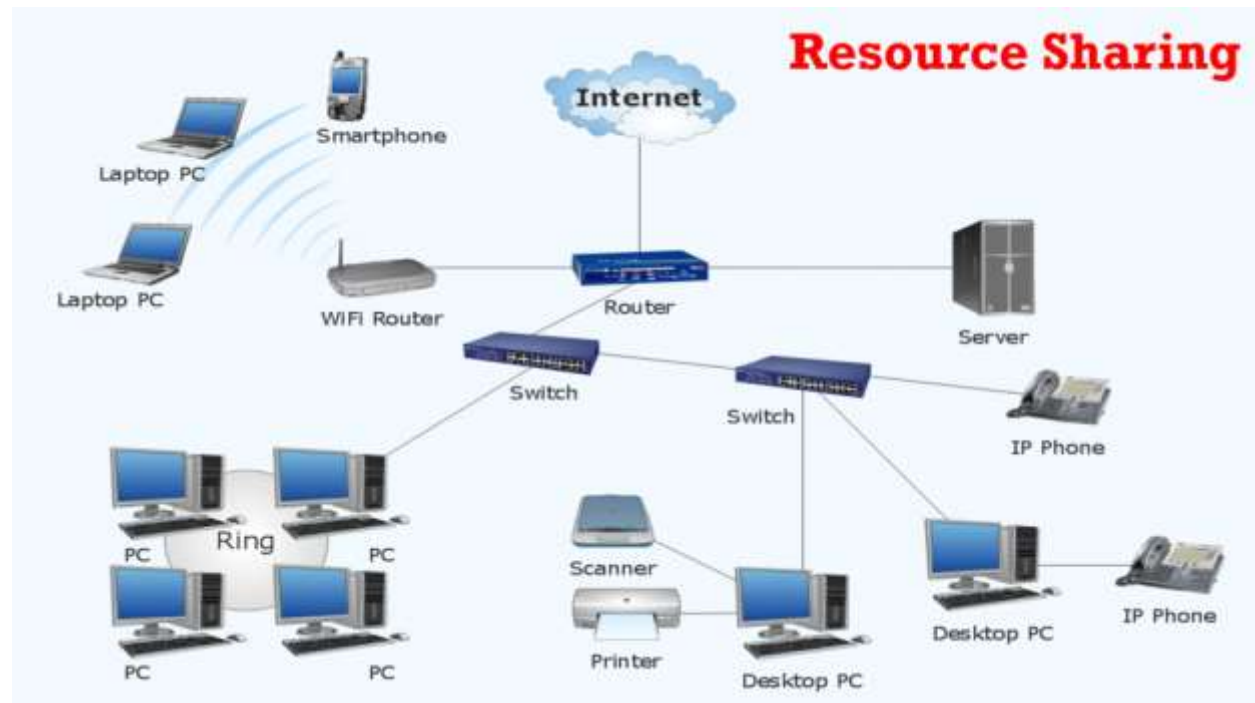 Resource Sharing
Internet
Smartphone
Laptop PC
Laptop PC
WiFi Router
Router
Server
Switch
Switch
IP Phone
PC
Ring
PC
PC
PC
Scanner
Printer
Desktop PC
Desktop PC
IP Phone